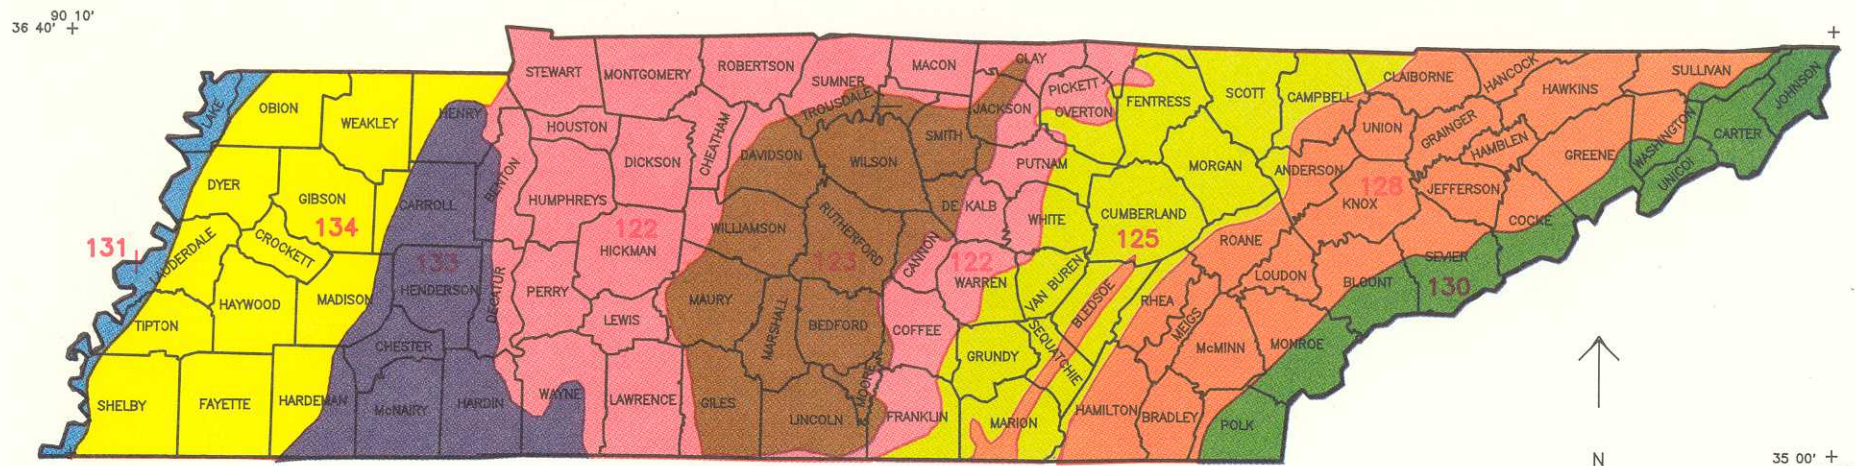 90 10'
36 40'
STEWART
MONTGOMERY
ROBERTSON
SUMNER
MACON
CLAY
PICKETT
CLAIBORNE
HANCOCK
HAWKINS
SULLIVAN
JOHNSON
LAKE
OBION
WEAKLEY
HENRY
HOUSTON
CHEATHAM
TROUSDALE
JACKSON
OVERTON
FENTRESS
SCOTT
CAMPBELL
UNION
GRAINGER
HAMBLEN
GREENE
WASHINGTON
CARTER
UNICOI
DYER
GIBSON
CARROLL
BENTON
DICKSON
HUMPHREYS
DAVIDSON
WILSON
SMITH
PUTNAM
MORGAN
ANDERSON
KNOX
128
JEFFERSON
COCKE
134
CROCKETT
LAUDERDALE
131
HICKMAN
122
WILLIAMSON
RUTHERFORD
123
CANNON
DE KALB
122
WHITE
CUMBERLAND
125
ROANE
LOUDON
BLOUNT
SEVIER
130
133
HENDERSON
DECATUR
PERRY
HAYWOOD
MADISON
TIPTON
LEWIS
MAURY
MARSHALL
BEDFORD
COFFEE
WARREN
VAN BUREN
BLEDSOE
RHEA
MEIGS
McMINN
MONROE
CHESTER
SHELBY
FAYETTE
HARDEMAN
McNAIRY
HARDIN
WAYNE
LAWRENCE
GILES
LINCOLN
MOORE
FRANKLIN
GRUNDY
SEQUATCHIE
MARION
HAMILTON
BRADLEY
POLK
N
35 00'